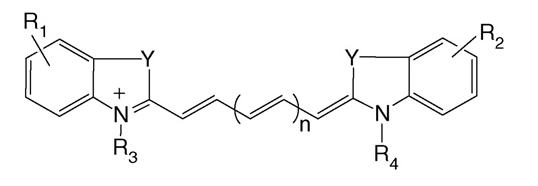 R1 R2
Y Y
+
N ( ) n N
R3 R4